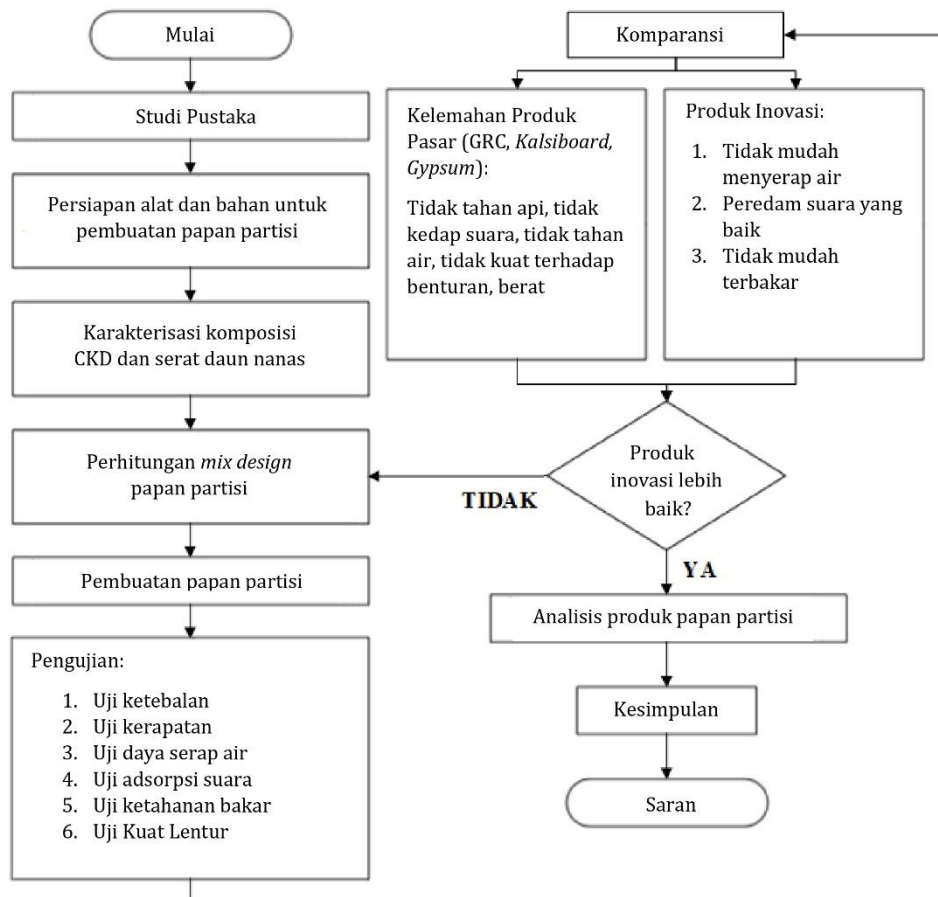 Mulai
Studi Pustaka
Persiapan alat dan bahan untuk
pembuatan papan partisi
Karakterisasi komposisi
CKD dan serat daun nanas
Perhitungan mix design
papan partisi
Pembuatan papan partisi
Pengujian:
1. Uji ketebalan
2. Uji kerapatan
3. Uji daya serap air
4. Uji adsorpsi suara
5. Uji ketahanan bakar
6. Uji Kuat Lentur
Komparansi
Kelemahan Produk
Pasar (GRC, Kalsiboard,
Gypsum):
Tidak tahan api, tidak
kedap suara, tidak tahan
air, tidak kuat terhadap
benturan, berat
Produk Inovasi:
1. Tidak mudah
menyerap air
2. Peredam suara yang
baik
3. Tidak mudah
terbakar
Produk
inovasi lebih
baik?
TIDAK
YA
Analisis produk papan partisi
Kesimpulan
Saran